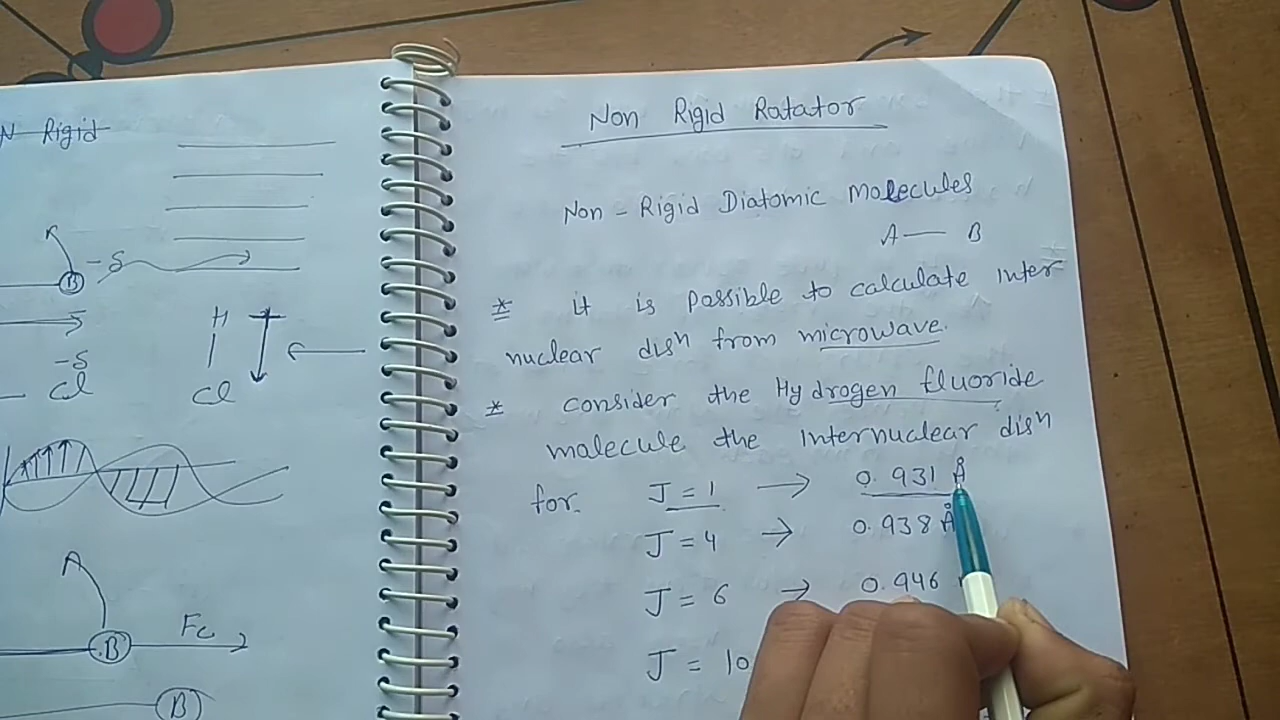 N Rigid
B -δ
-δ
H
Cl
Cl
A
B Fc
B
Non Rigid Ratator
Non - Rigid Diatomic Molecules
A — B
* it is possible to calculate inter
nuclear disⁿ from microwave.
* consider the Hydrogen fluoride
molecule the internuclear disⁿ
for. J = 1 → 0.931 Å
J = 4 → 0.938 Å
J = 6 → 0.946
J = 10